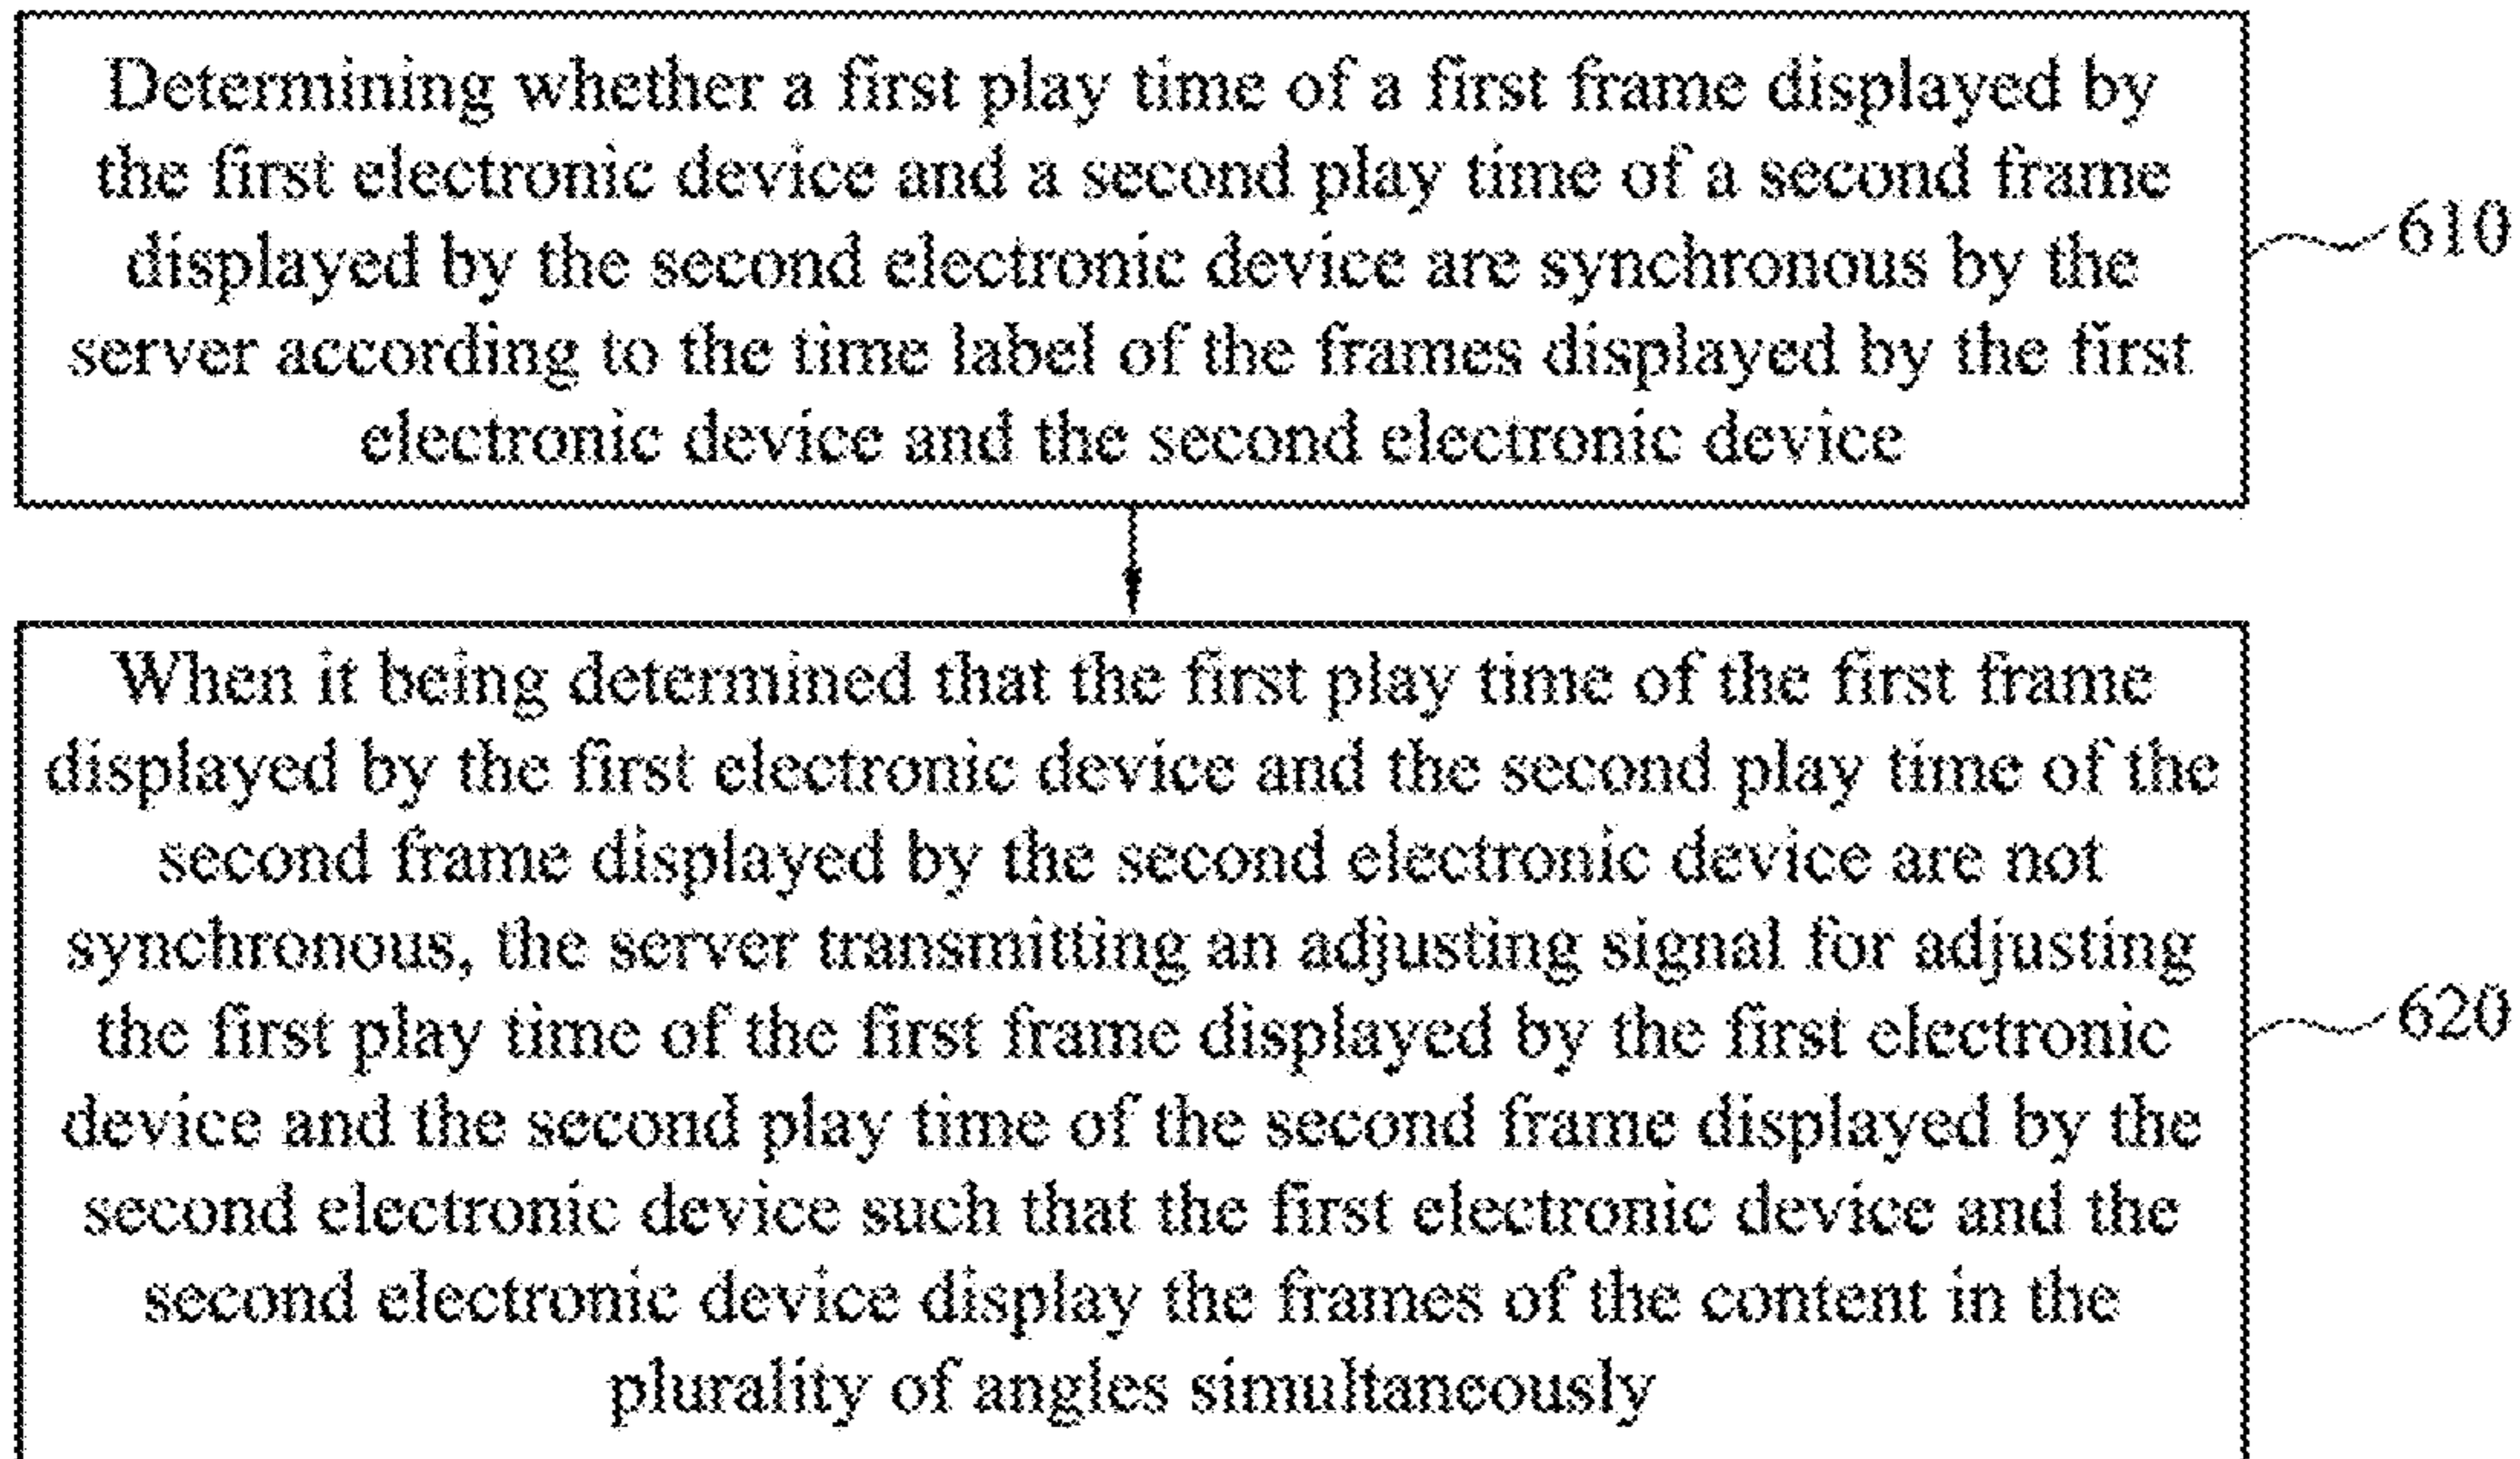 Determining whether a first play time of a first frame displayed by
the first electronic device and a second play time of a second frame
displayed by the second electronic device are synchronous by the
server according to the time label of the frames displayed by the first
electronic device and the second electronic device
610
When it being determined that the first play time of the first frame
displayed by the first electronic device and the second play time of the
second frame displayed by the second electronic device are not
synchronous, the server transmitting an adjusting signal for adjusting
the first play time of the first frame displayed by the first electronic
device and the second play time of the second frame displayed by the
second electronic device such that the first electronic device and the
second electronic device display the frames of the content in the
plurality of angles simultaneously
620